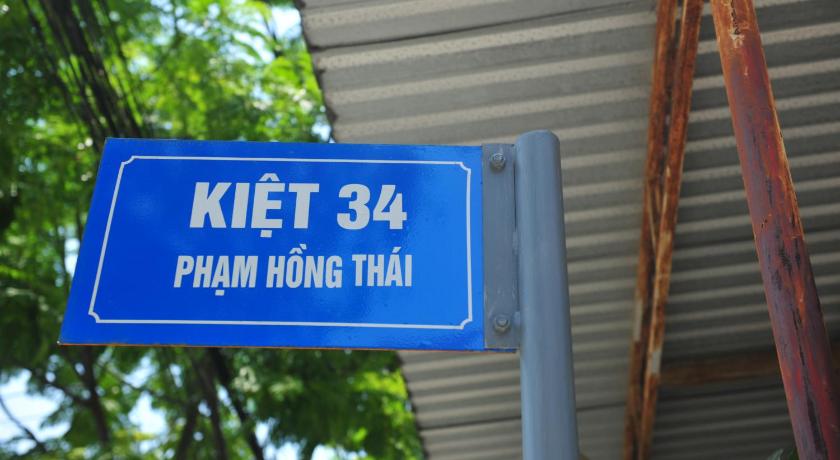 KIỆT 34
PHẠM HỒNG THÁI